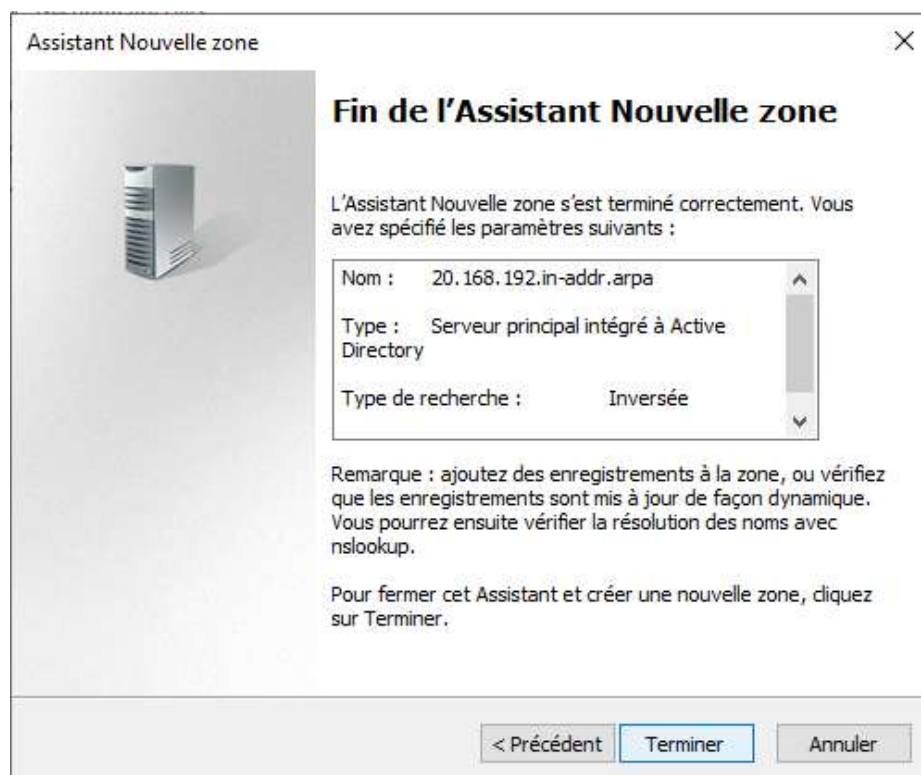 Assistant Nouvelle zone
Fin de l’Assistant Nouvelle zone
L’Assistant Nouvelle zone s’est terminé correctement. Vous
avez spécifié les paramètres suivants :
Nom : 20.168.192.in-addr.arpa
Type : Serveur principal intégré à Active
Directory
Type de recherche : Inversée
Remarque : ajoutez des enregistrements à la zone, ou vérifiez
que les enregistrements sont mis à jour de façon dynamique.
Vous pourrez ensuite vérifier la résolution des noms avec
nslookup.
Pour fermer cet Assistant et créer une nouvelle zone, cliquez
sur Terminer.
< Précédent Terminer Annuler